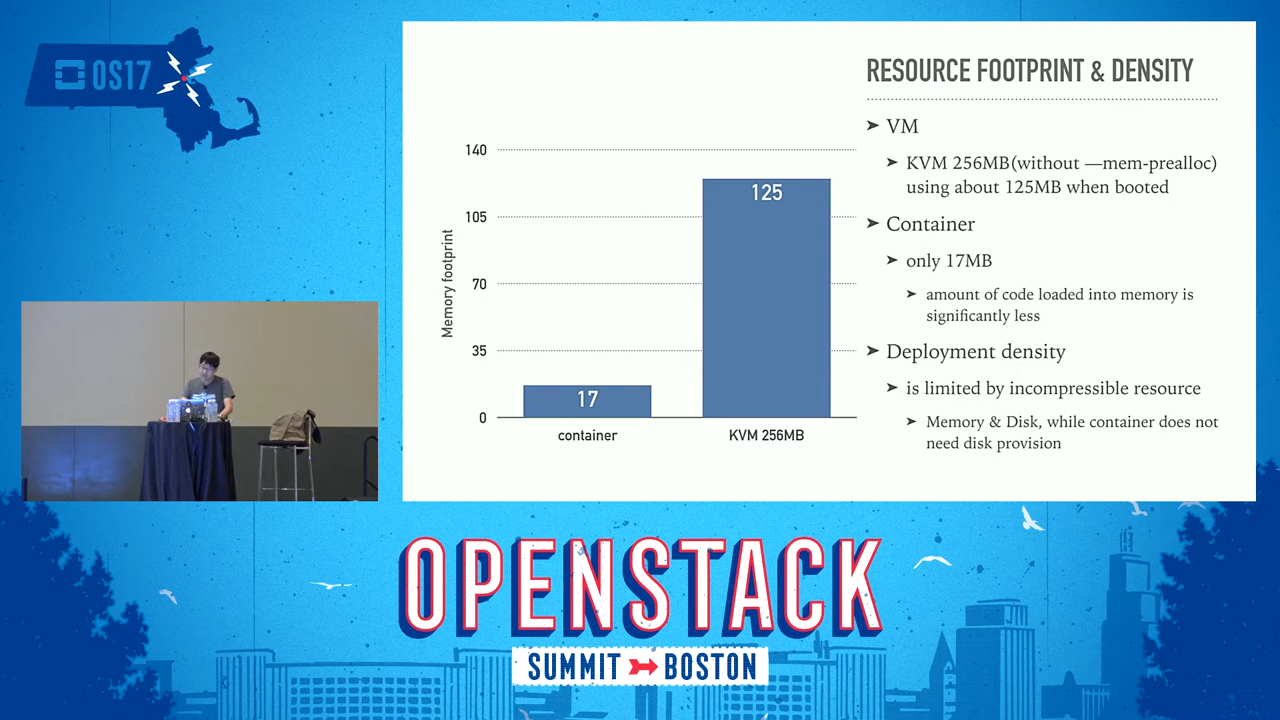 OS17
RESOURCE FOOTPRINT & DENSITY
➤ VM
➤ KVM 256MB(without —mem-prealloc)
using about 125MB when booted
➤ Container
➤ only 17MB
➤ amount of code loaded into memory is
significantly less
➤ Deployment density
➤ is limited by incompressible resource
➤ Memory & Disk, while container does not
need disk provision
Memory footprint
140
105
70
35
0
17
125
container
KVM 256MB
OPENSTACK
SUMMIT BOSTON